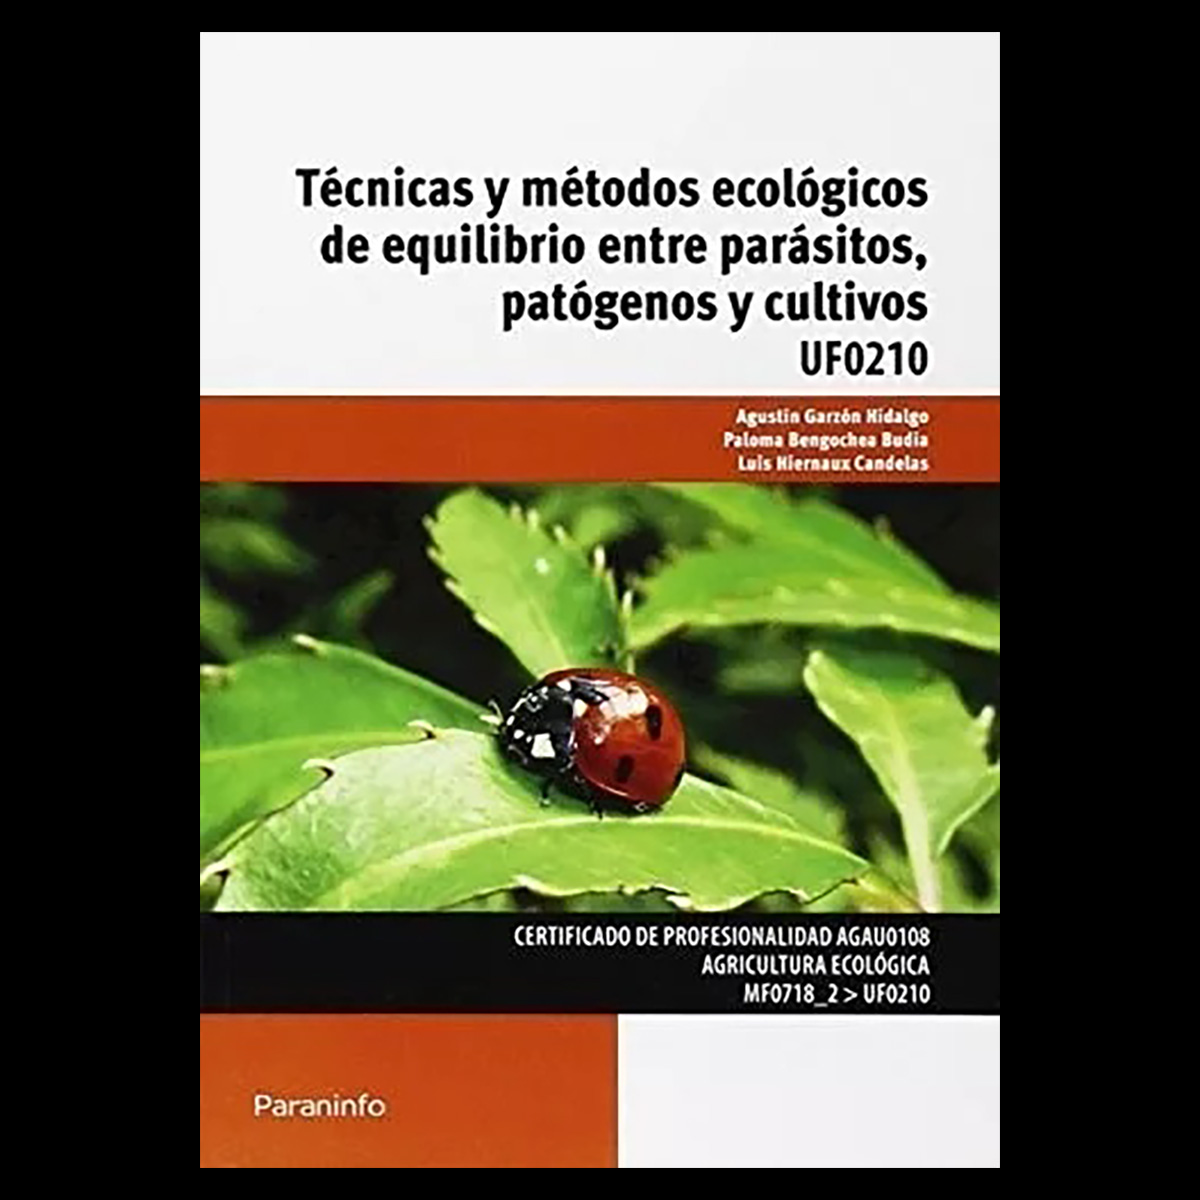 Técnicas y métodos ecológicos
de equilibrio entre parásitos,
patógenos y cultivos
UF0210
Agustín Garzón Hidalgo
Paloma Bengochea Budia
Luis Hiernaux Candelas
CERTIFICADO DE PROFESIONALIDAD AGAU0108
AGRICULTURA ECOLÓGICA
MF0718_2 > UF0210
Paraninfo